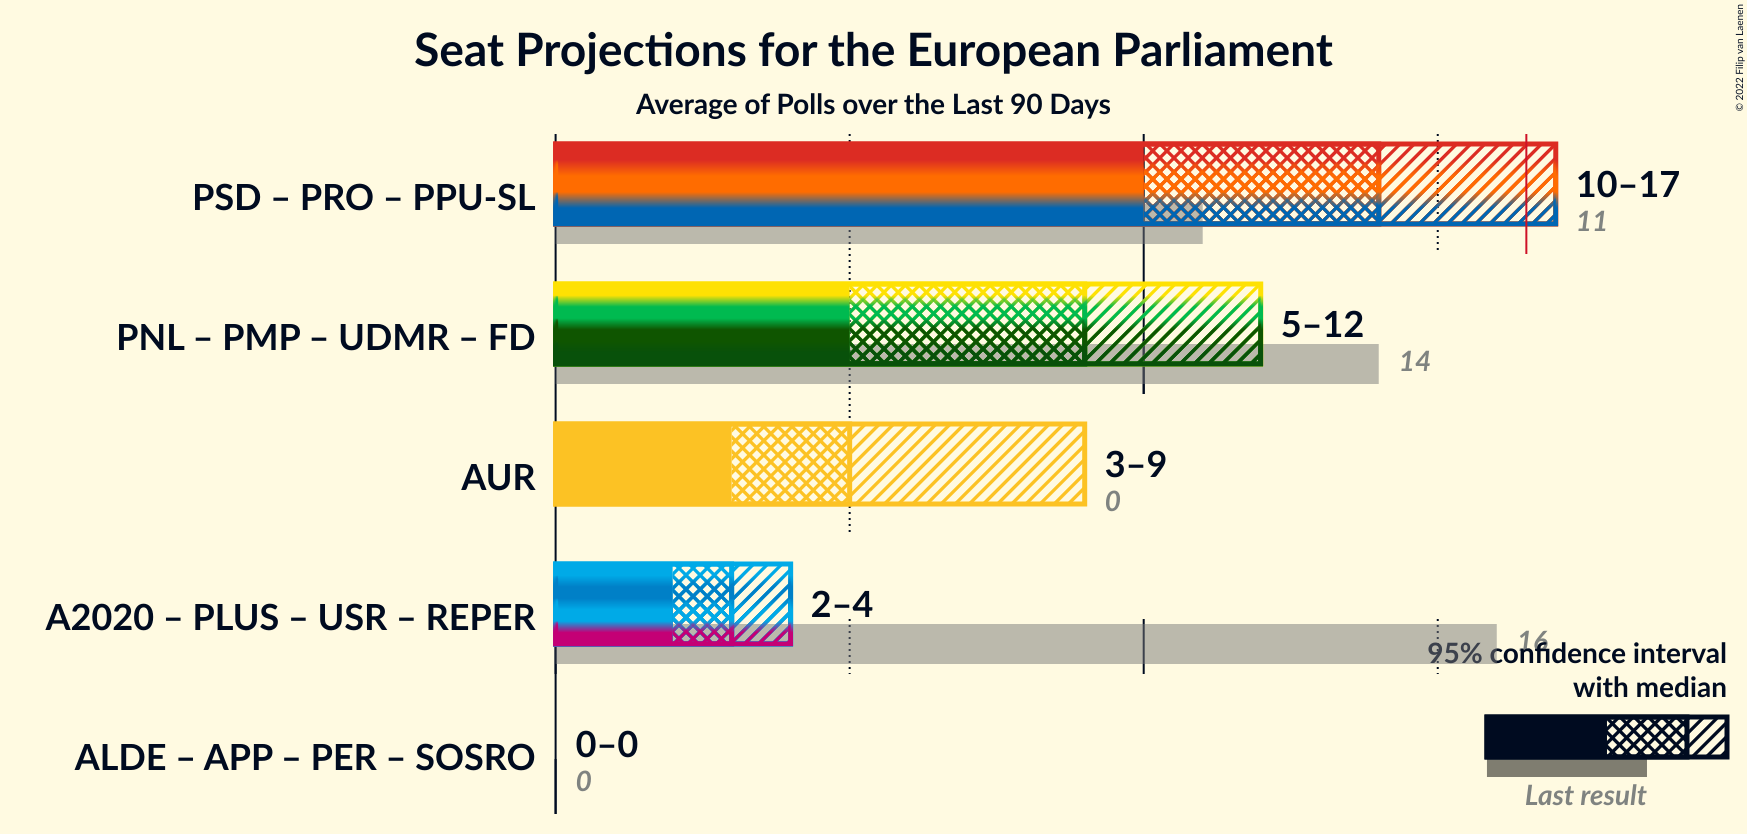 Seat Projections for the European Parliament
Average of Polls over the Last 90 Days
© 2022 Filip van Laenen
PSD – PRO – PPU-SL
10–17
11
PNL – PMP – UDMR – FD
5–12
14
AUR
3–9
0
A2020 – PLUS – USR – REPER
2–4
16
95% confidence interval
with median
ALDE – APP – PER – SOSRO
0–0
0
Last result